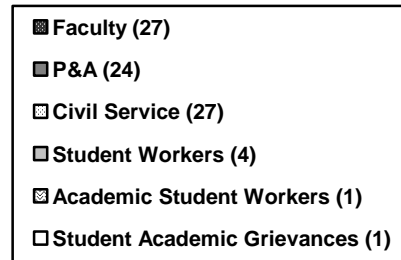 Faculty (27)
P&A (24)
Civil Service (27)
Student Workers (4)
Academic Student Workers (1)
Student Academic Grievances (1)